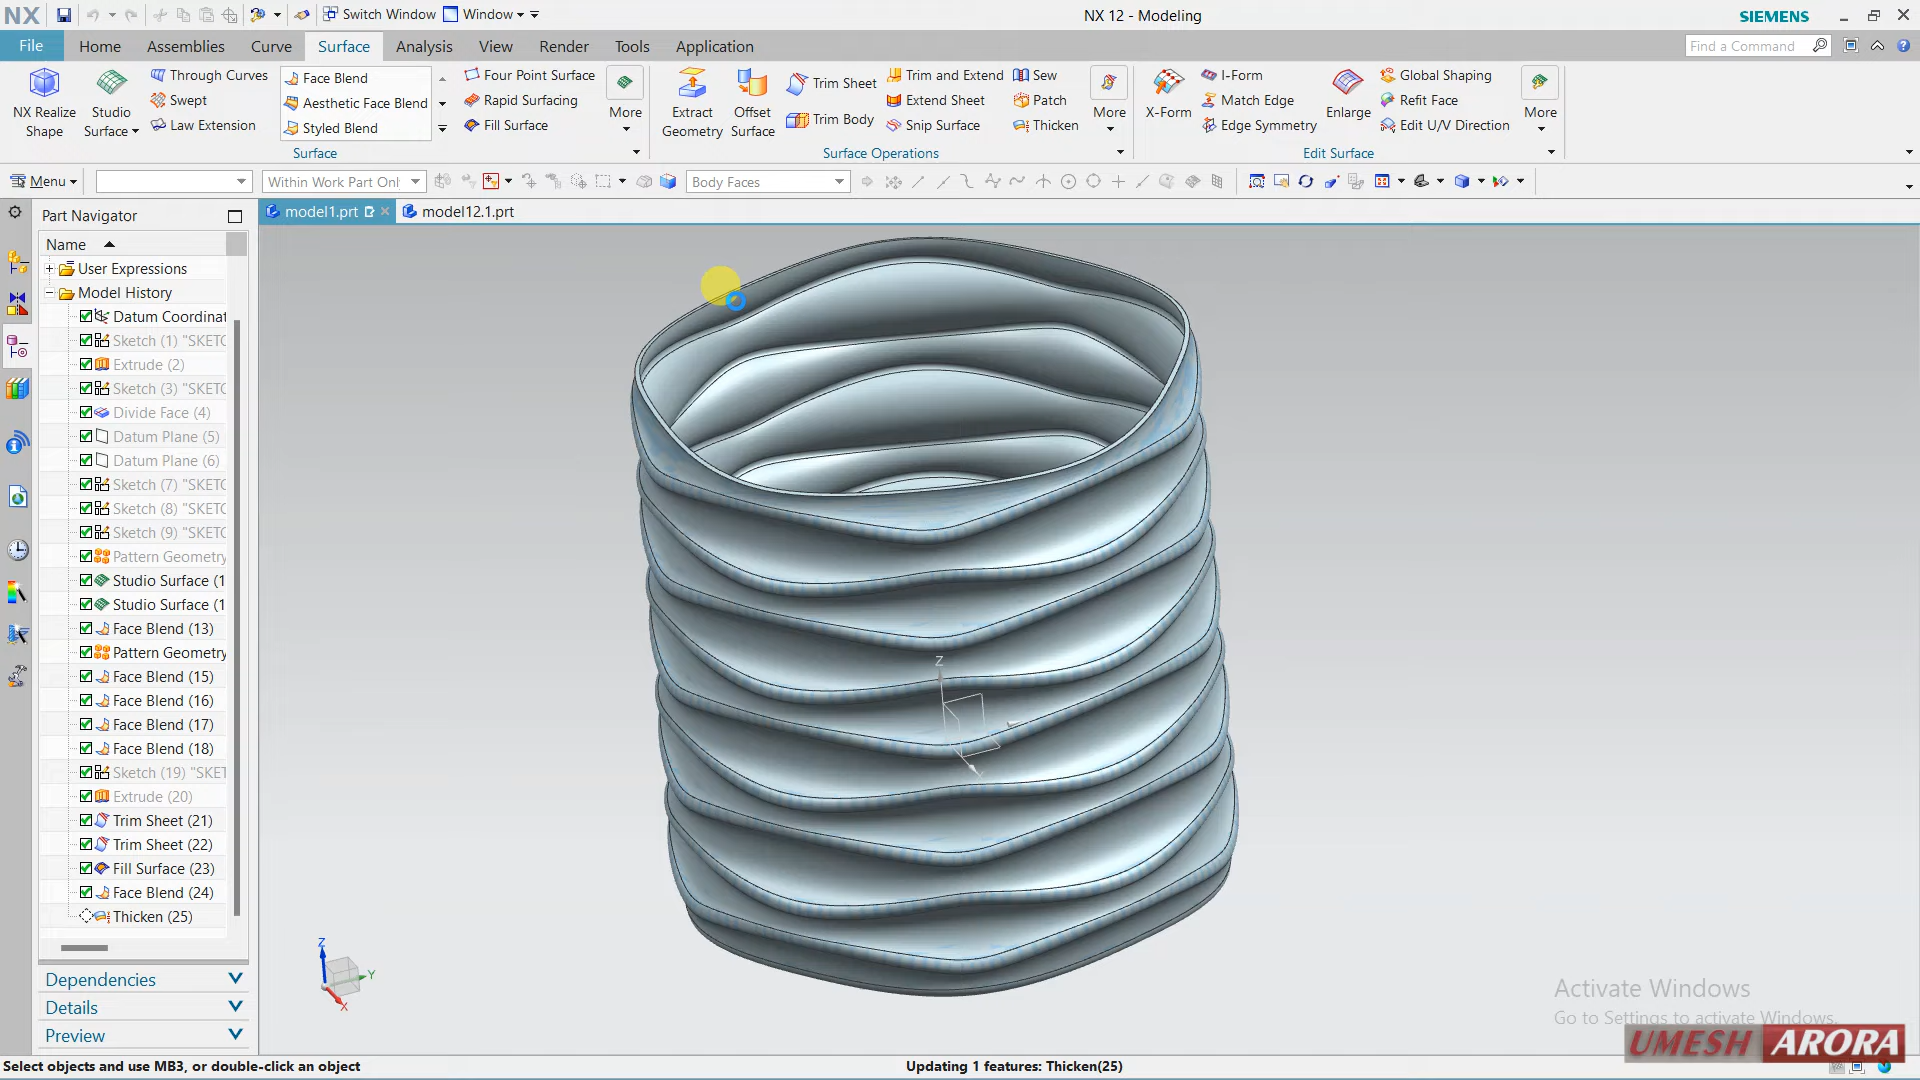 NX
Switch Window
Window
NX 12 - Modeling
SIEMENS
File
Home
Assemblies
Curve
Surface
Analysis
View
Render
Tools
Application
Find a Command
NX Realize
Shape
Studio
Surface
Through Curves
Swept
Law Extension
Face Blend
Aesthetic Face Blend
Styled Blend
Four Point Surface
Rapid Surfacing
Fill Surface
More
Surface
Extract
Geometry
Offset
Surface
Trim Sheet
Trim Body
Trim and Extend
Extend Sheet
Snip Surface
Sew
Patch
Thicken
More
Surface Operations
X-Form
I-Form
Match Edge
Edge Symmetry
Enlarge
Global Shaping
Refit Face
Edit U/V Direction
More
Edit Surface
Menu
Within Work Part Only
Body Faces
Part Navigator
model1.prt
model12.1.prt
Name
User Expressions
Model History
Datum Coordinat
Sketch (1) "SKETC
Extrude (2)
Sketch (3) "SKETC
Divide Face (4)
Datum Plane (5)
Datum Plane (6)
Sketch (7) "SKETC
Sketch (8) "SKETC
Sketch (9) "SKETC
Pattern Geometry
Studio Surface (1
Studio Surface (1
Face Blend (13)
Pattern Geometry
Face Blend (15)
Face Blend (16)
Face Blend (17)
Face Blend (18)
Sketch (19) "SKET
Extrude (20)
Trim Sheet (21)
Trim Sheet (22)
Fill Surface (23)
Face Blend (24)
Thicken (25)
Dependencies
Details
Preview
Z
Z
Y
X
Activate Windows
Go to Settings to activate Windows.
UMESH ARORA
Select objects and use MB3, or double-click an object
Updating 1 features: Thicken(25)